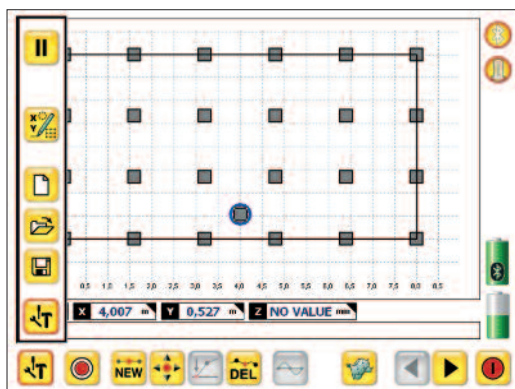 X
Y
0,5 1,0 1,5 2,0 2,5 3,0 3,5 4,0 4,5 5,0 5,5 6,0 6,5 7,0 7,5 8,0 8,5
T X 4,007 m Y 0,527 m Z NO VALUE mm
T NEW DEL